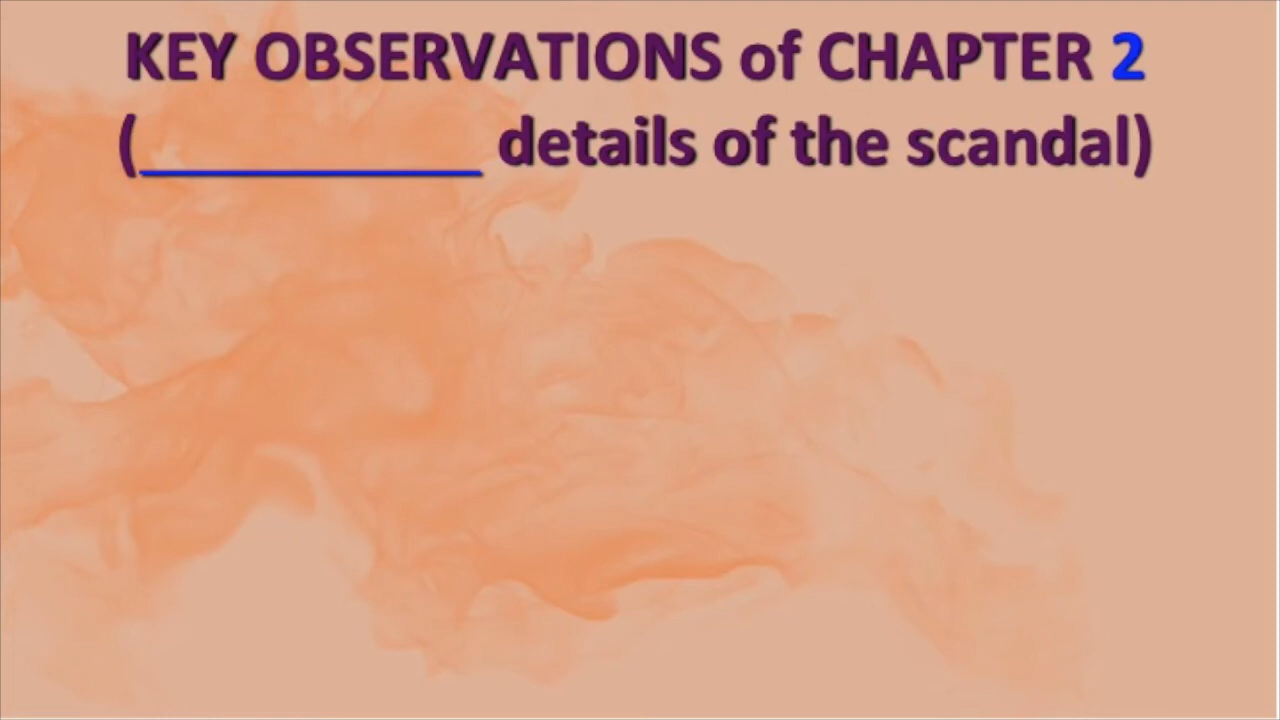 KEY OBSERVATIONS of CHAPTER 2
(____________ details of the scandal)